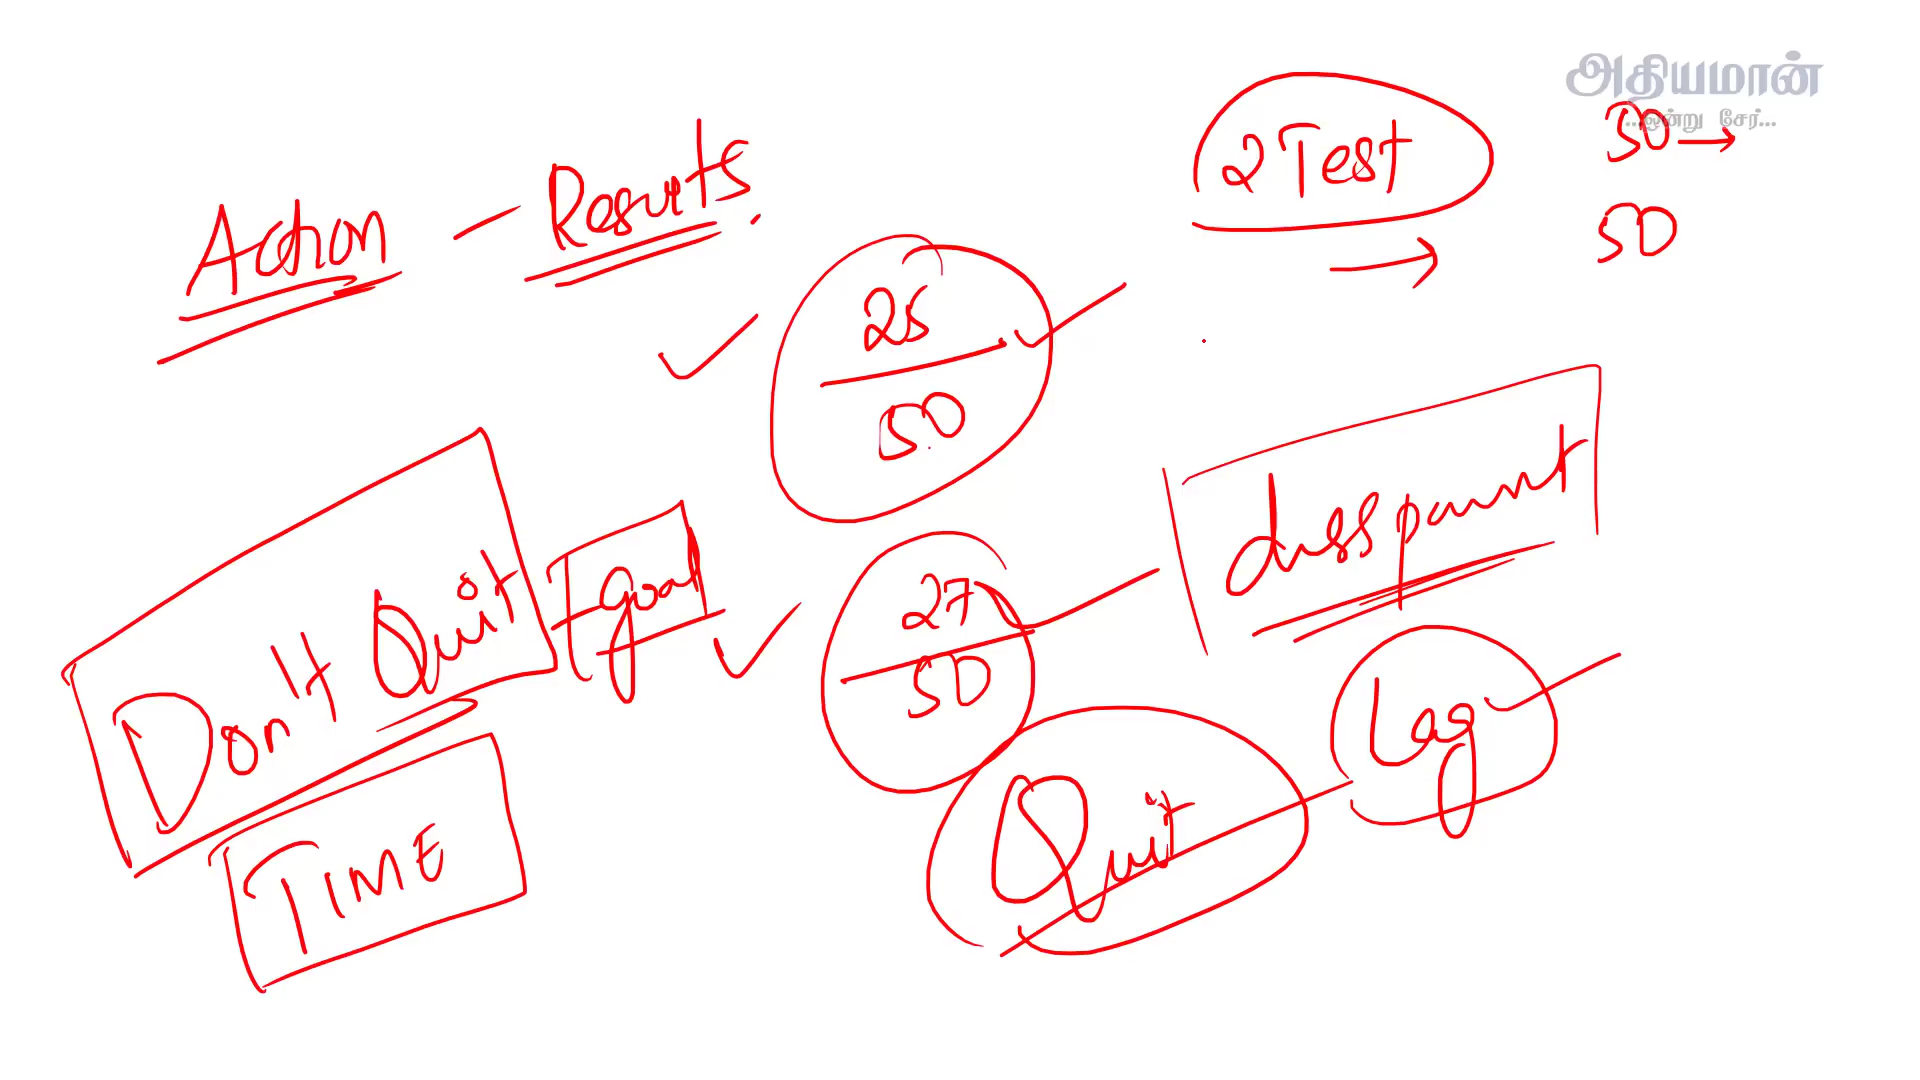 அதியமான்
...ஒன்று சேர்...
Action - Results.
2 Test
30 →
50
25
50
disspaint
Don't Quit
goal
27
50
Lag
Quit
TIME